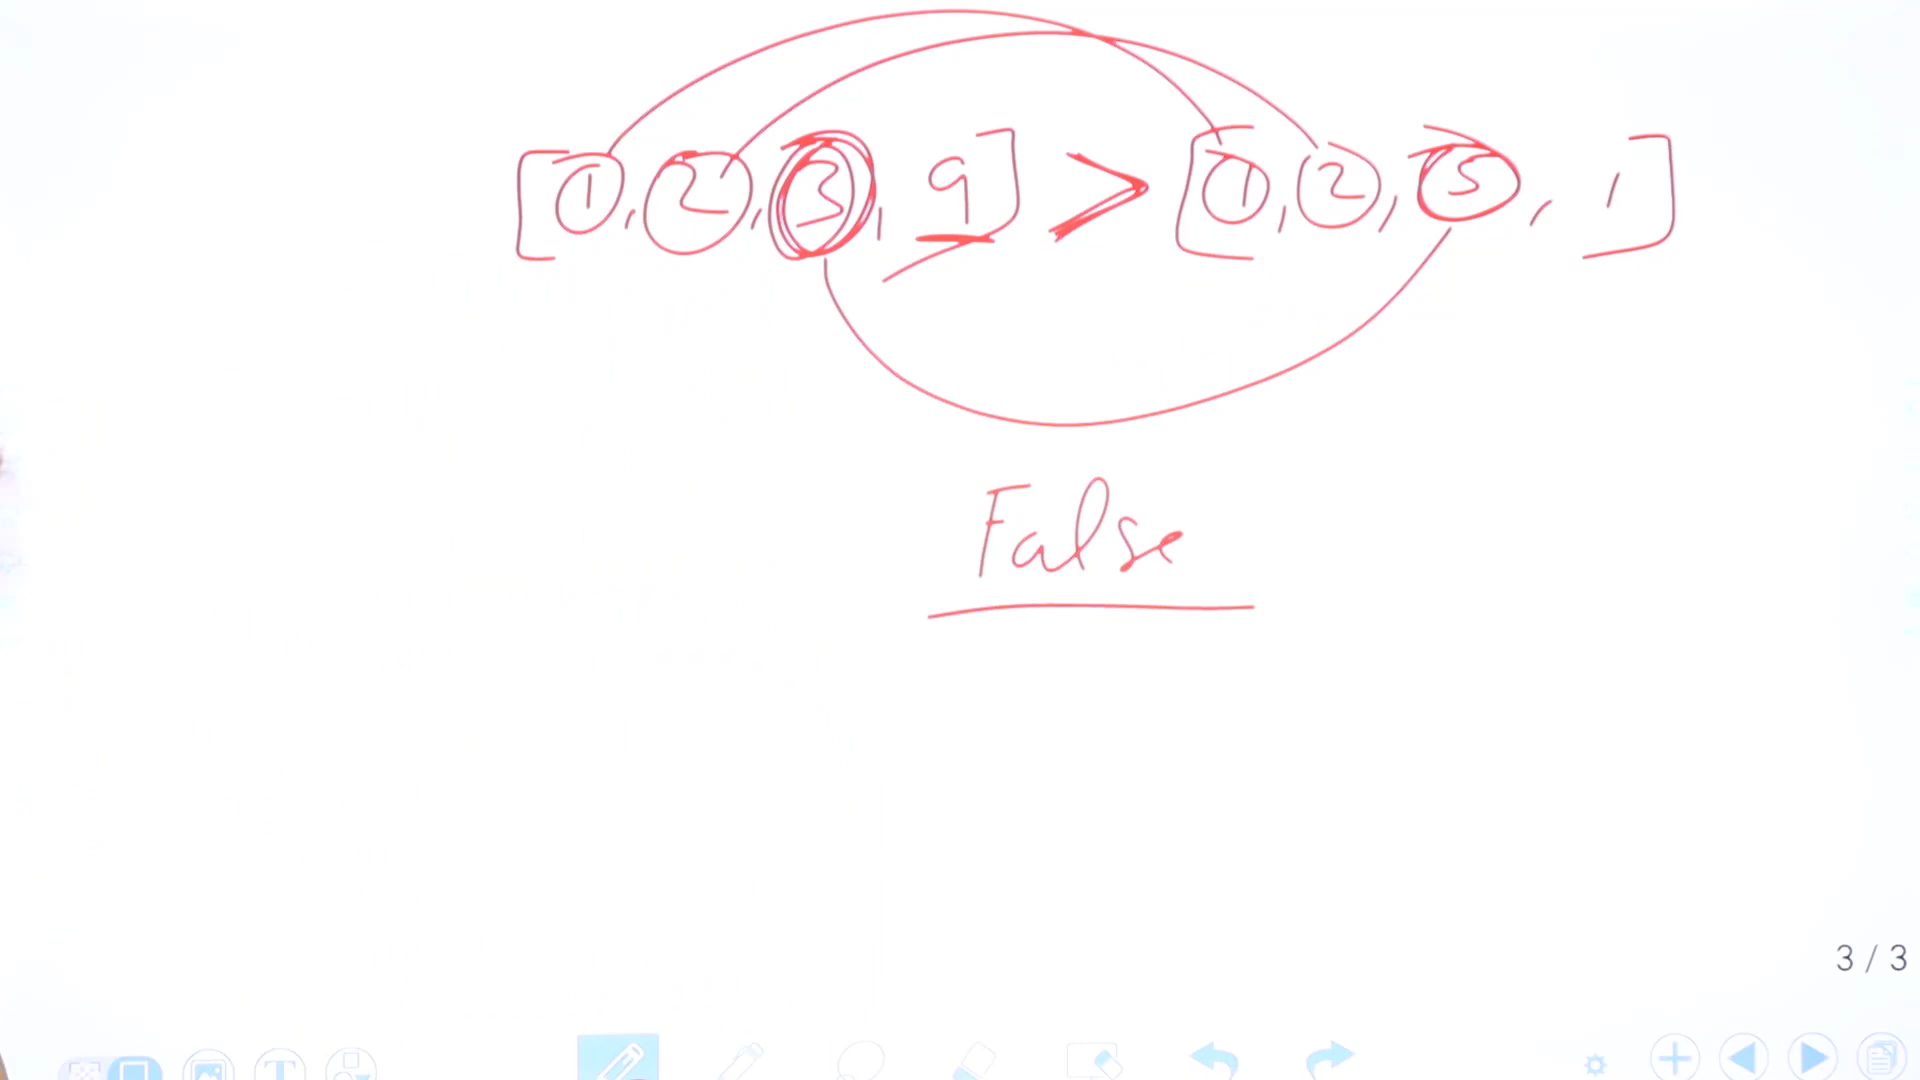 [1, 2, 3, 9] > [1, 2, 5, 1]
False
3 / 3